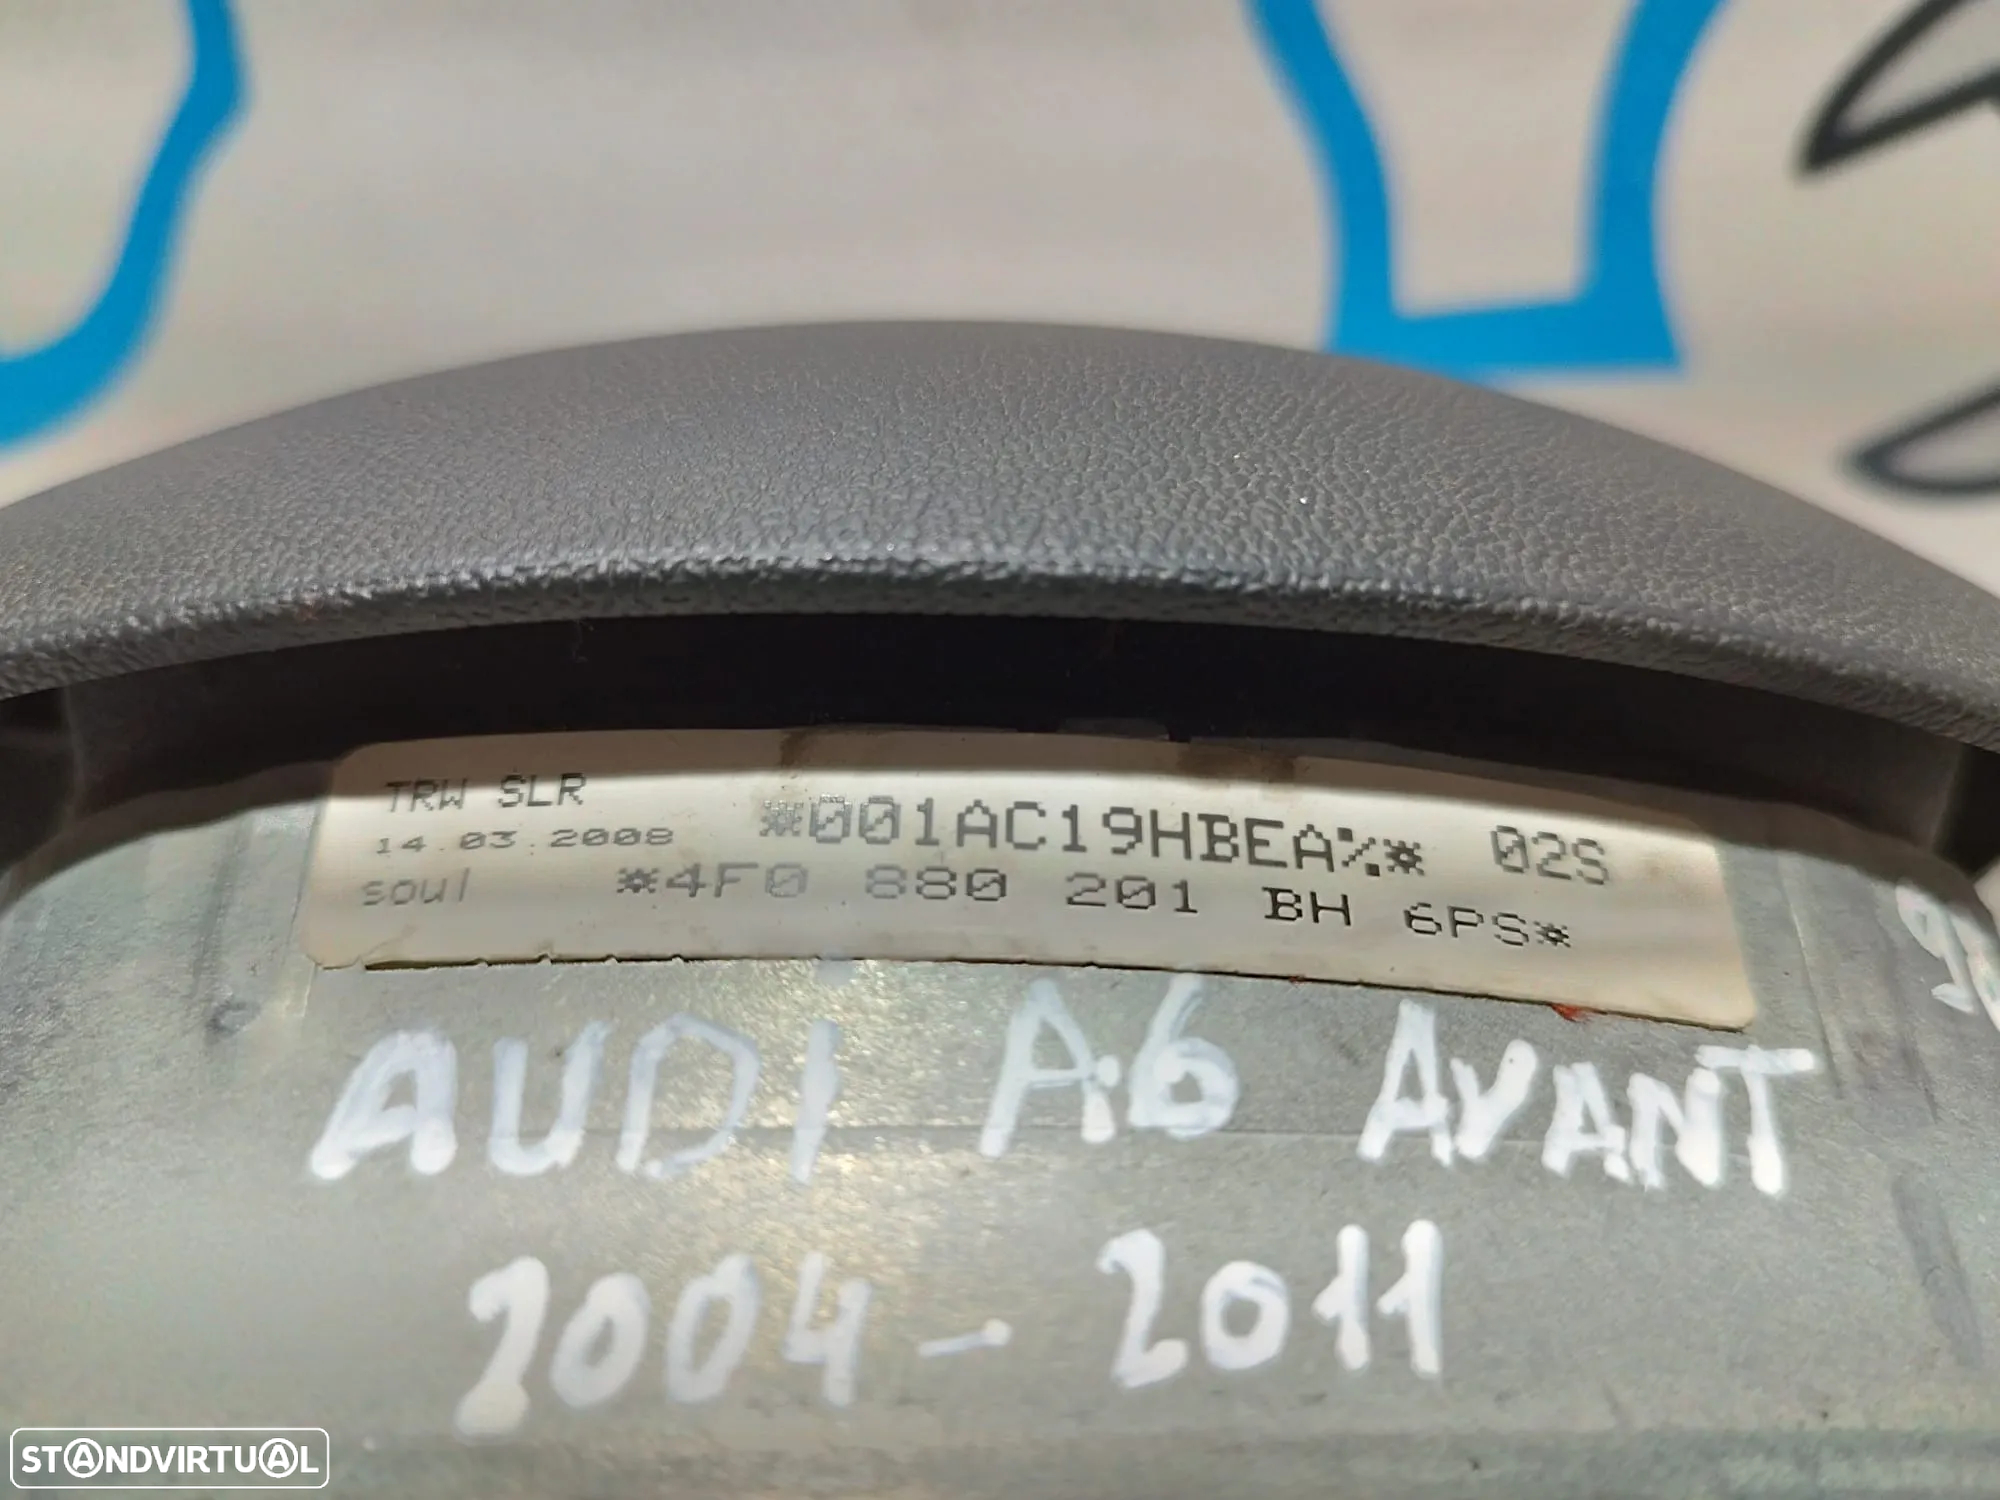 TRW SLR
*001AC19HBEA%* 02S
14.03.2008
soul *4F0 880 201 BH 6PS*
AUDI A6 AVANT
2004-2011
STANDVIRTUAL